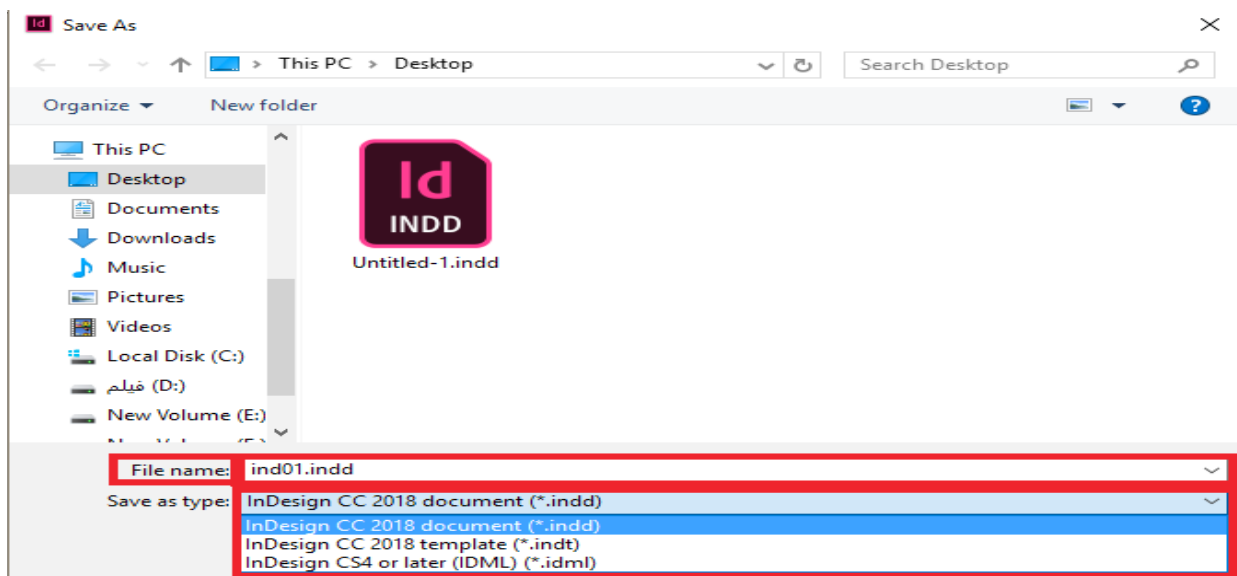 Id Save As
This PC > Desktop
Search Desktop
Organize
New folder
This PC
Desktop
Documents
Downloads
Music
Pictures
Videos
Local Disk (C:)
فیلم (D:)
New Volume (E:)
Id
INDD
Untitled-1.indd
File name: ind01.indd
Save as type: InDesign CC 2018 document (*.indd)
InDesign CC 2018 document (*.indd)
InDesign CC 2018 template (*.indt)
InDesign CS4 or later (IDML) (*.idml)